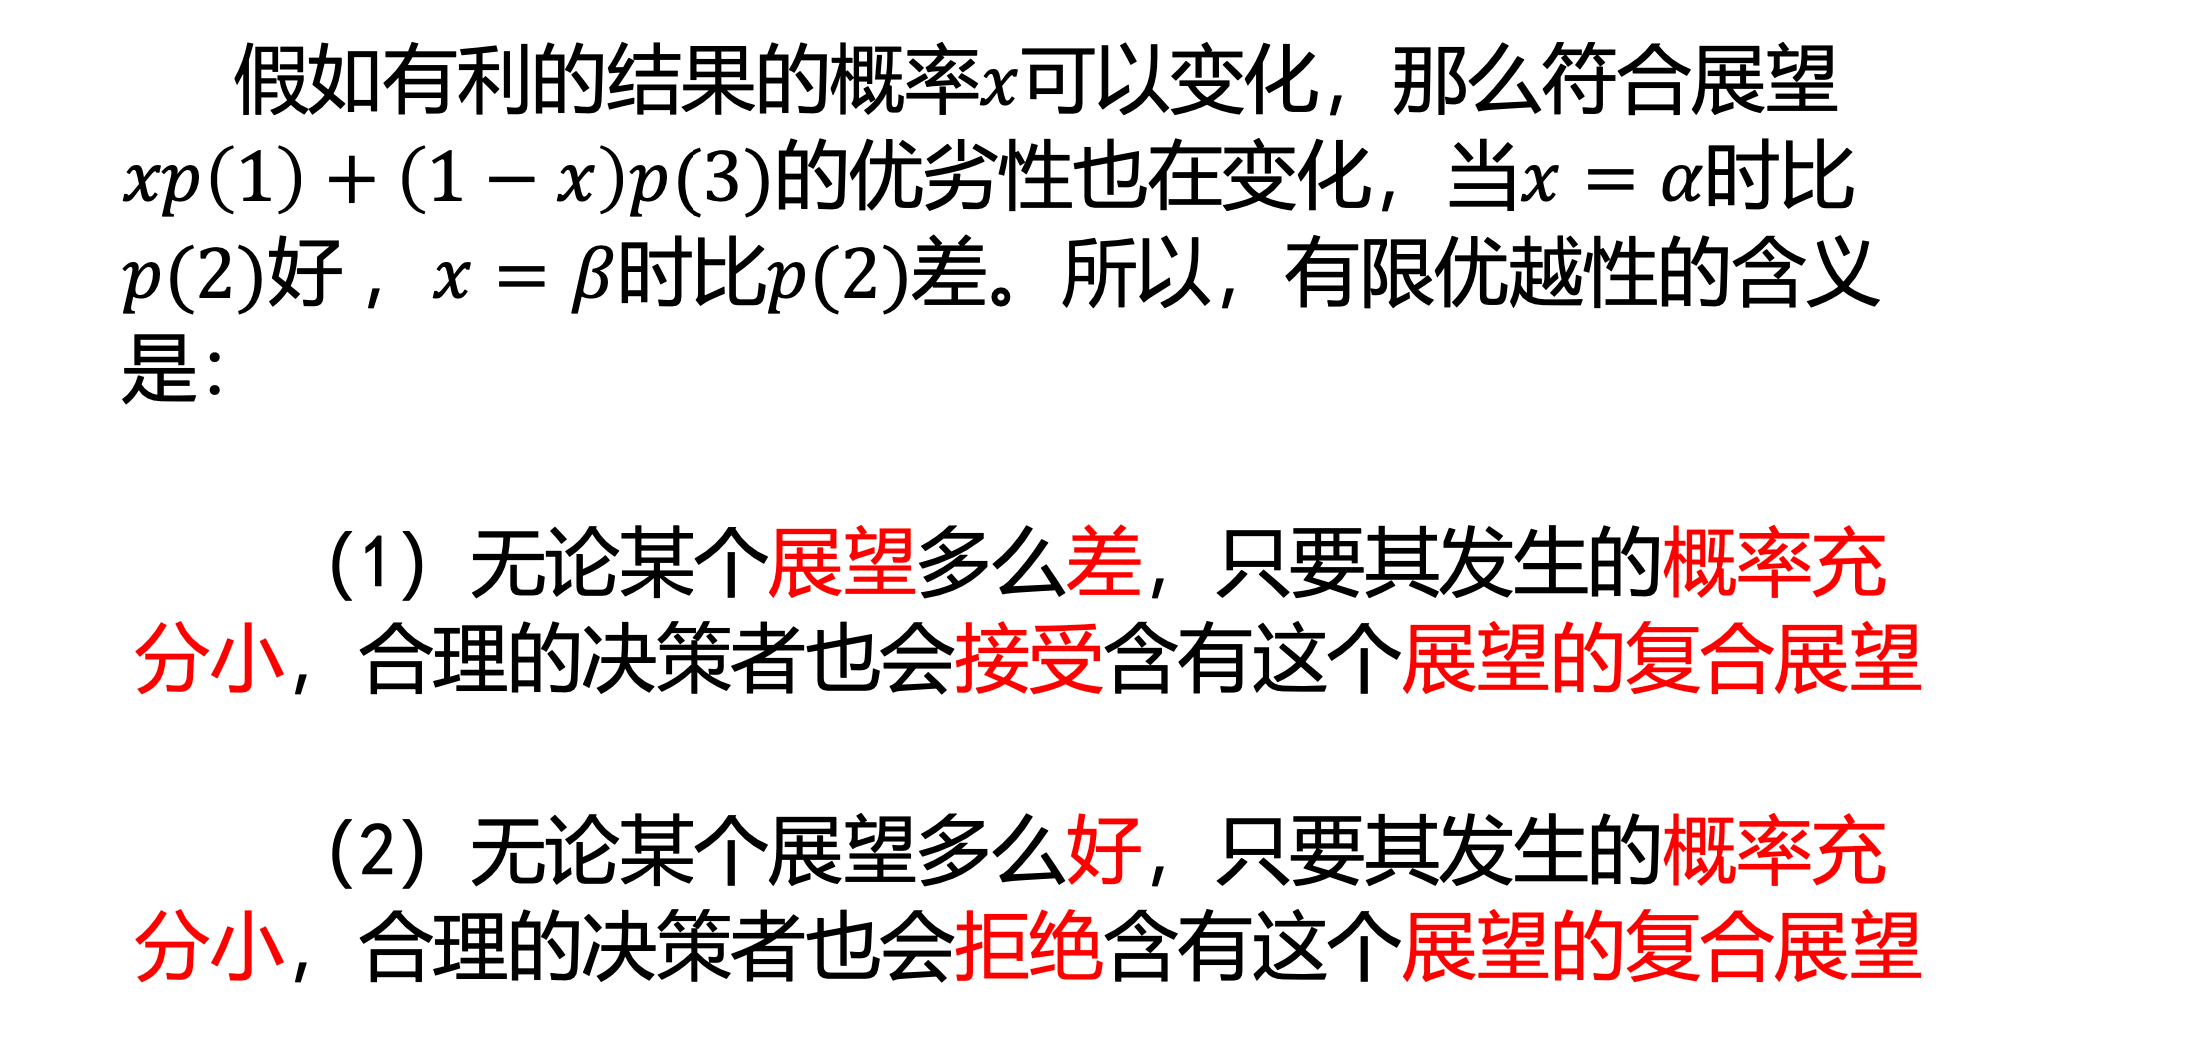 假如有利的结果的概率x可以变化，那么符合展望
xp(1) + (1 − x)p(3)的优劣性也在变化，当x = α时比
p(2)好 ，x = β时比p(2)差。所以，有限优越性的含义
是：
（1）无论某个展望多么差，只要其发生的概率充
分小，合理的决策者也会接受含有这个展望的复合展望
（2）无论某个展望多么好，只要其发生的概率充
分小，合理的决策者也会拒绝含有这个展望的复合展望